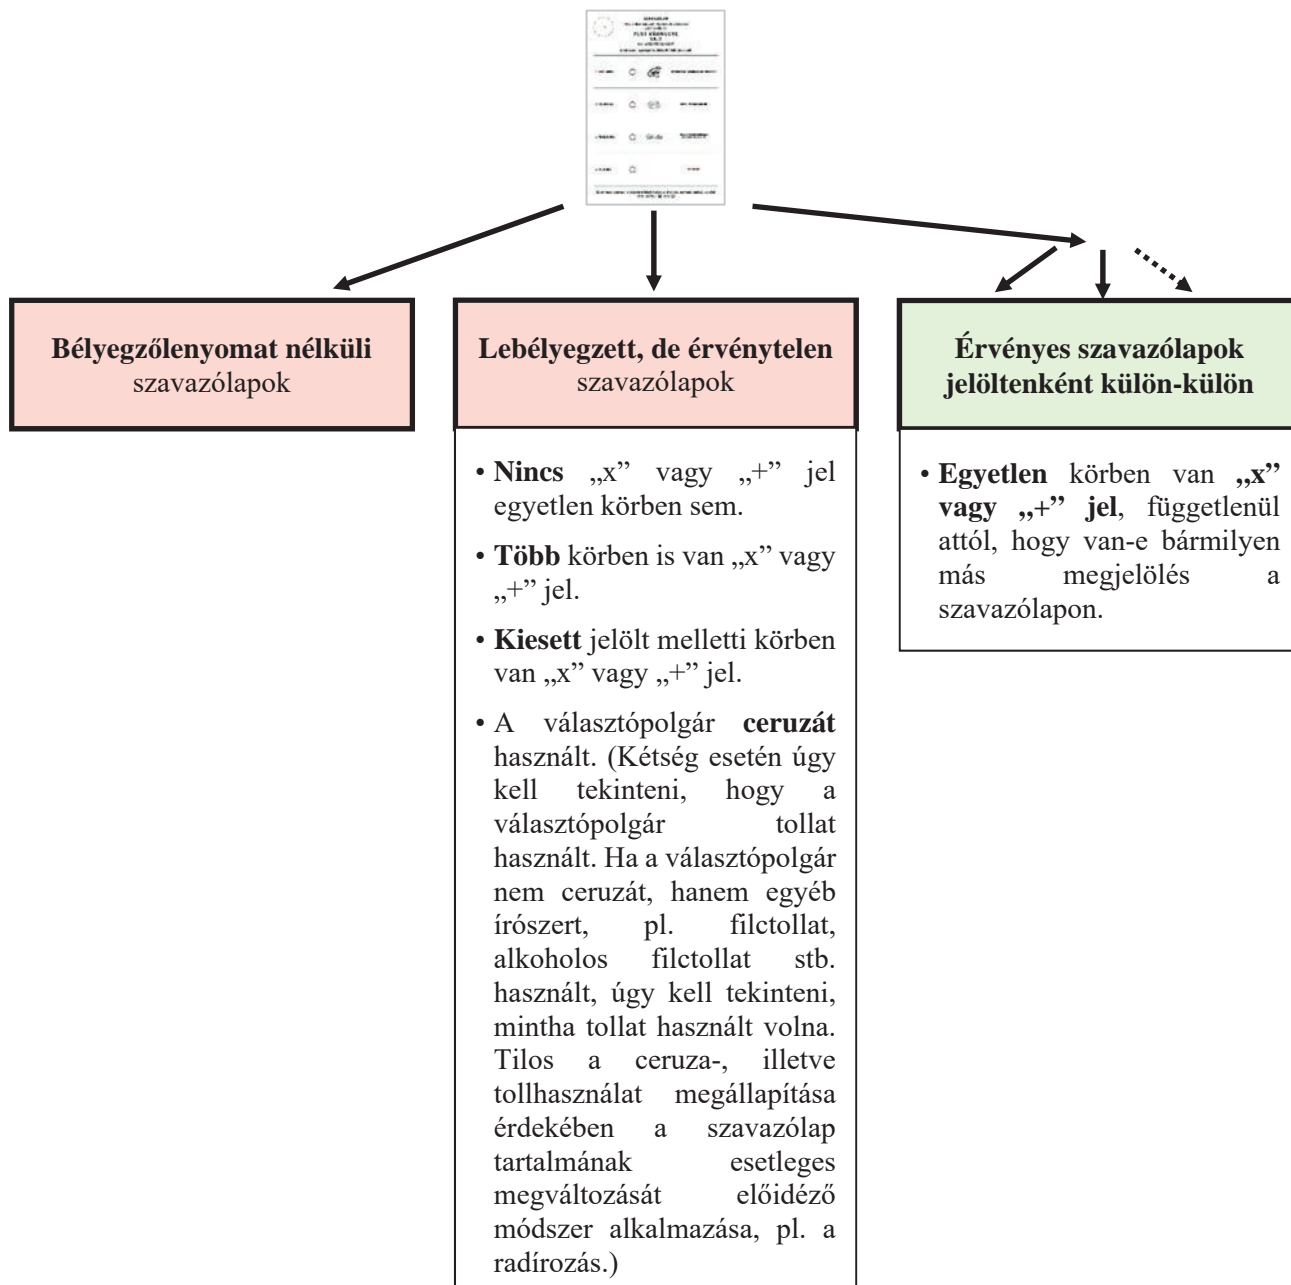 Bélyegzőlenyomat nélküli
szavazólapok
Lebélyegzett, de érvénytelen
szavazólapok
• Nincs „x” vagy „+” jel
egyetlen körben sem.
• Több körben is van „x” vagy
„+” jel.
• Kiesett jelölt melletti körben
van „x” vagy „+” jel.
• A választópolgár ceruzát
használt. (Kétség esetén úgy
kell tekinteni, hogy a
választópolgár tollat
használt. Ha a választópolgár
nem ceruzát, hanem egyéb
írószert, pl. filctollat,
alkoholos filctollat stb.
használt, úgy kell tekinteni,
mintha tollat használt volna.
Tilos a ceruza-, illetve
tollhasználat megállapítása
érdekében a szavazólap
tartalmának esetleges
megváltozását előidéző
módszer alkalmazása, pl. a
radírozás.)
Érvényes szavazólapok
jelöltenként külön-külön
• Egyetlen körben van „x”
vagy „+” jel, függetlenül
attól, hogy van-e bármilyen
más megjelölés a
szavazólapon.